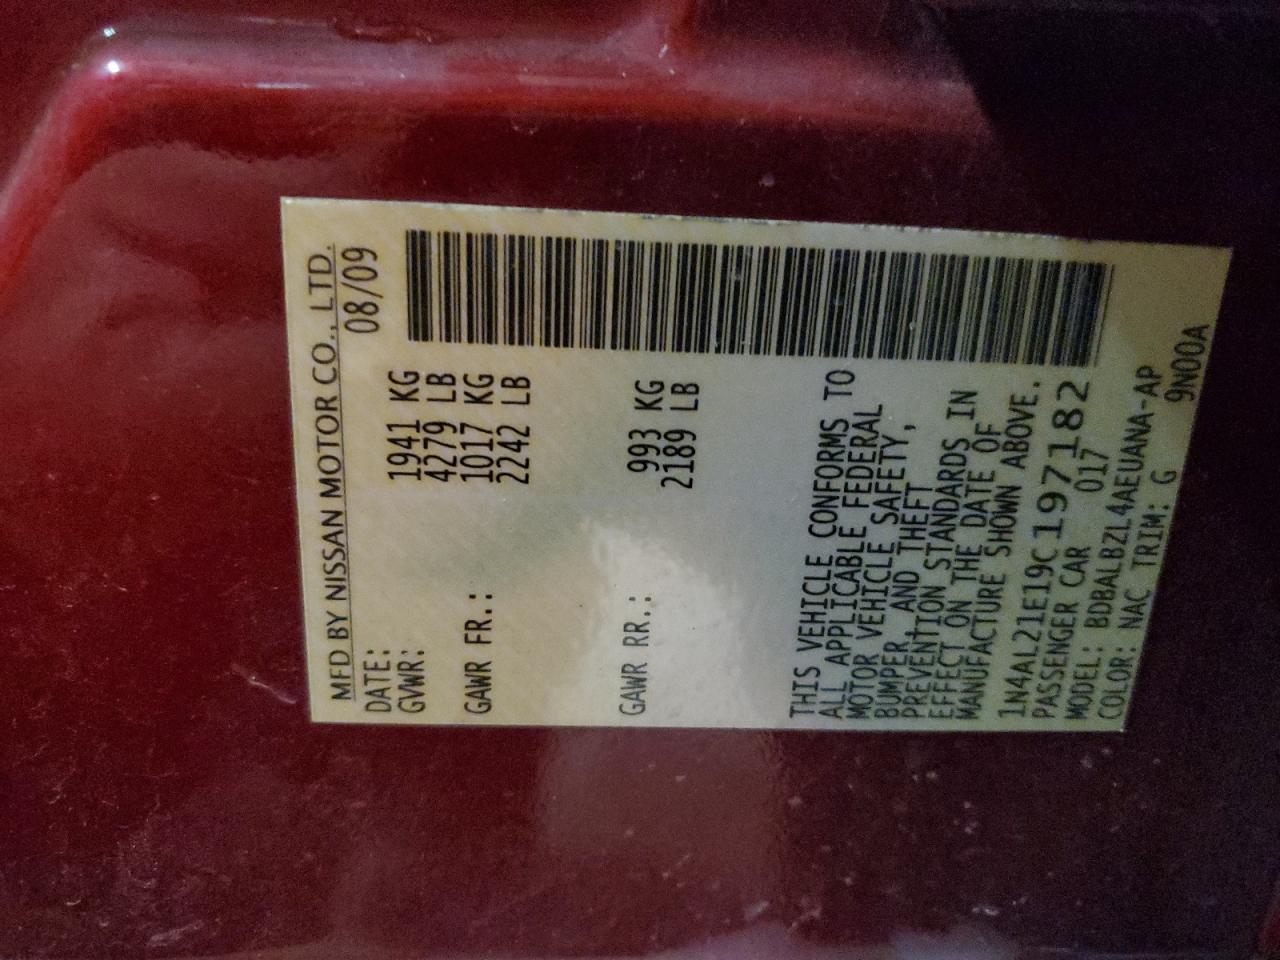 MFD BY NISSAN MOTOR CO., LTD.
DATE: 08/09
GVWR: 1941 KG
4279 LB
GAWR FR.: 1017 KG
2242 LB
GAWR RR.: 993 KG
2189 LB
THIS VEHICLE CONFORMS TO
ALL APPLICABLE FEDERAL
MOTOR VEHICLE SAFETY,
BUMPER, AND THEFT
PREVENTION STANDARDS IN
EFFECT ON THE DATE OF
MANUFACTURE SHOWN ABOVE.
1N4AL21E19C197182
PASSENGER CAR 017
MODEL: BDBALBZL4AEUANA-AP
COLOR: NAC TRIM: G 9N00A